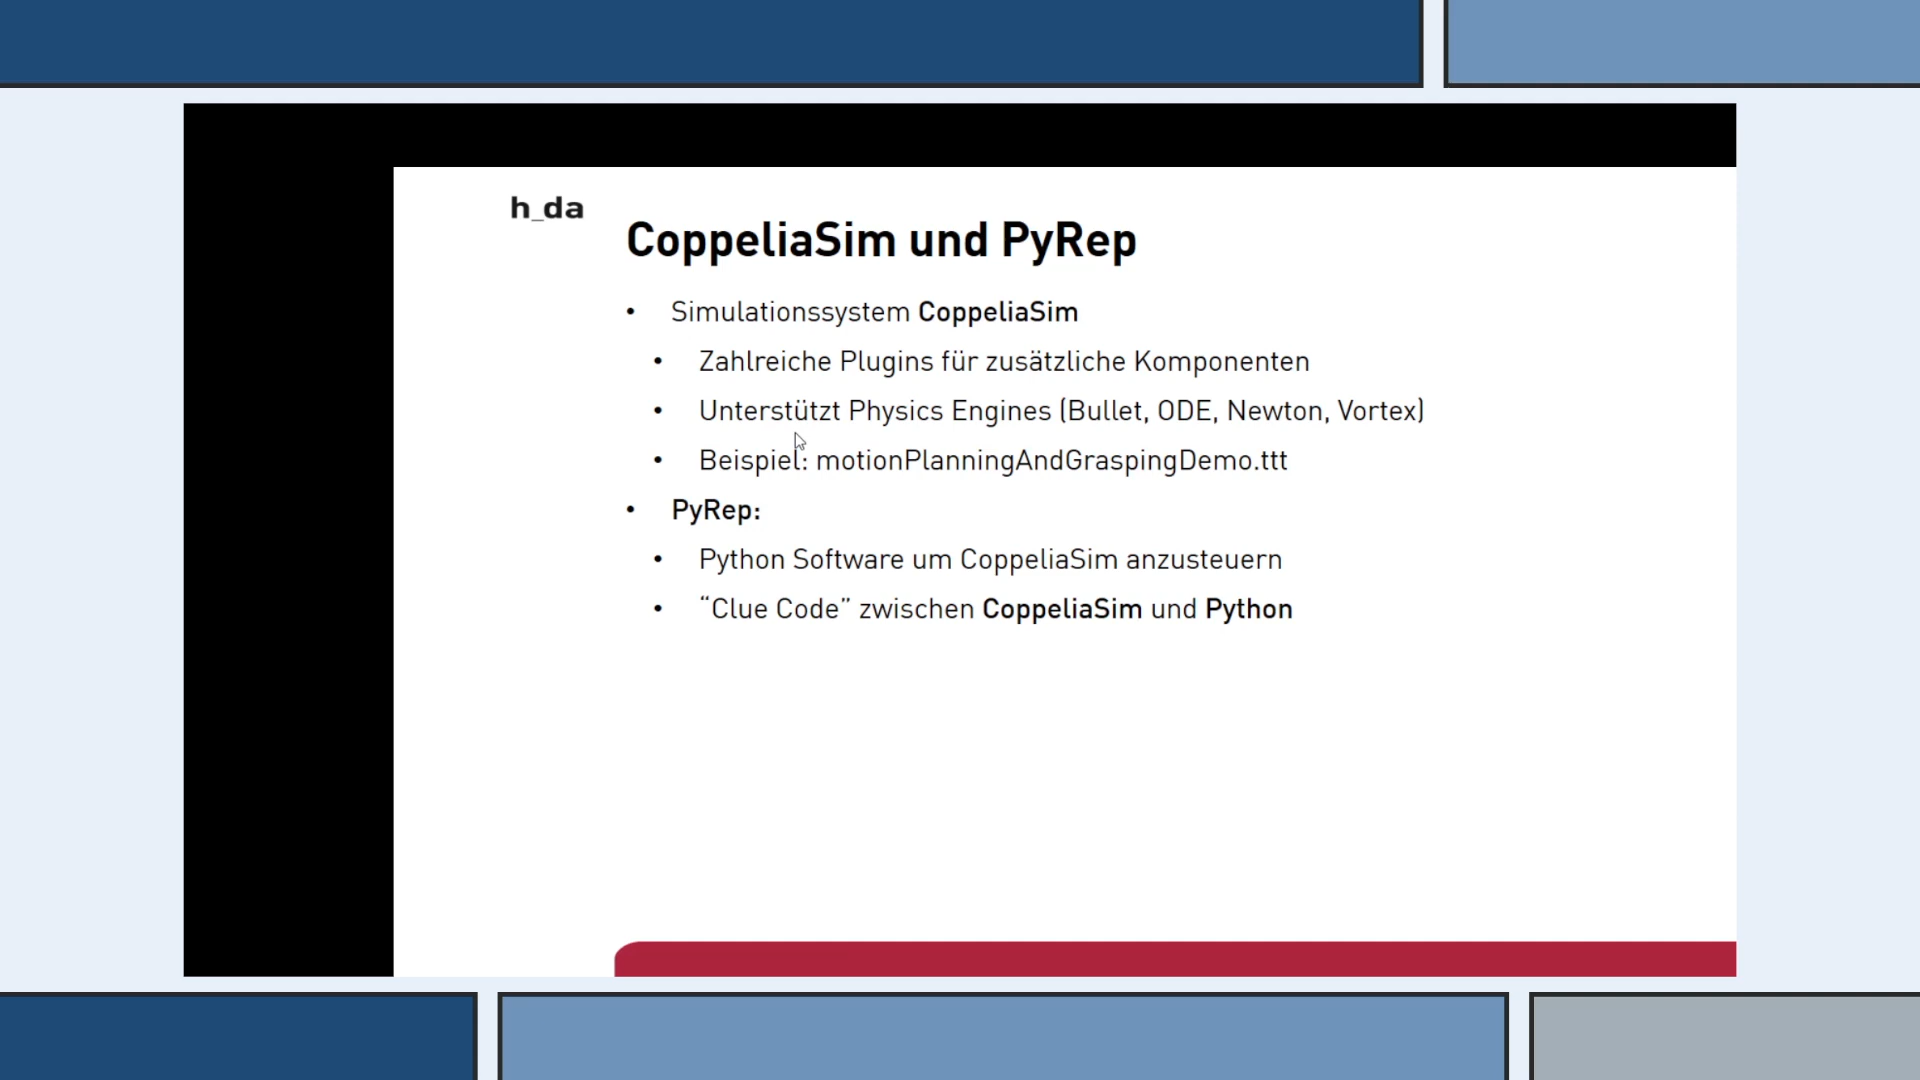 h_da
CoppeliaSim und PyRep
• Simulationssystem CoppeliaSim
• Zahlreiche Plugins für zusätzliche Komponenten
• Unterstützt Physics Engines (Bullet, ODE, Newton, Vortex)
• Beispiel: motionPlanningAndGraspingDemo.ttt
• PyRep:
• Python Software um CoppeliaSim anzusteuern
• “Clue Code” zwischen CoppeliaSim und Python